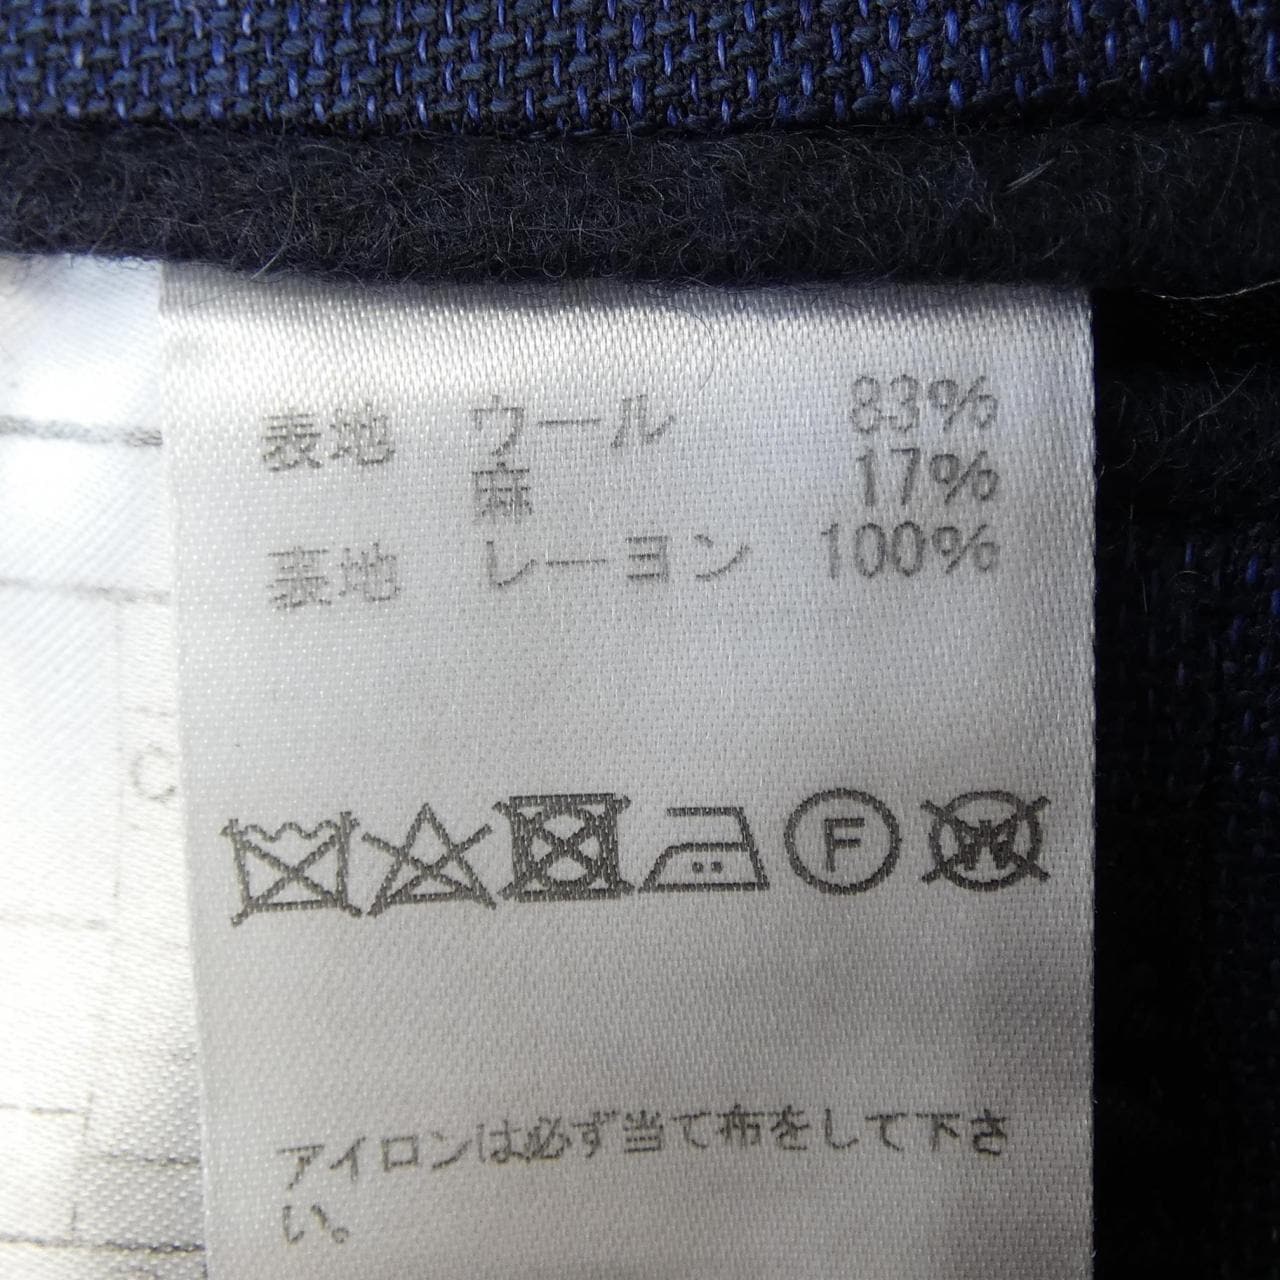 表地 ウール 83%
麻 17%
裏地 レーヨン 100%
F
W
アイロンは必ず当て布をして下さ
い。